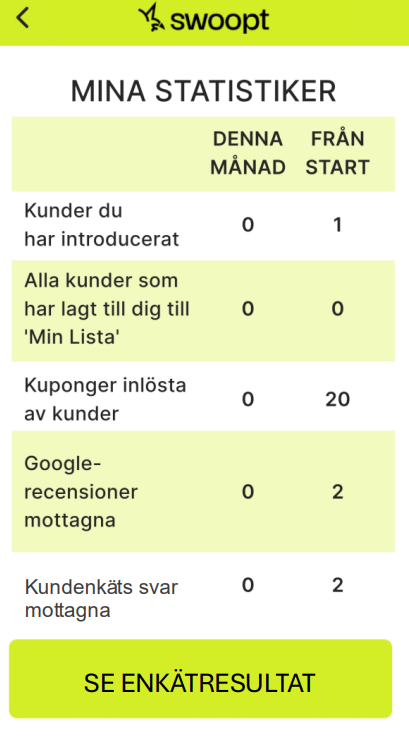 swoopt
MINA STATISTIKER
DENNA FRÅN
MÅNAD START
Kunder du
har introducerat 0 1
Alla kunder som
har lagt till dig till 0 0
'Min Lista'
Kuponger inlösta
av kunder 0 20
Google-
recensioner 0 2
mottagna
Kundenkäts svar 0 2
mottagna
SE ENKÄTRESULTAT